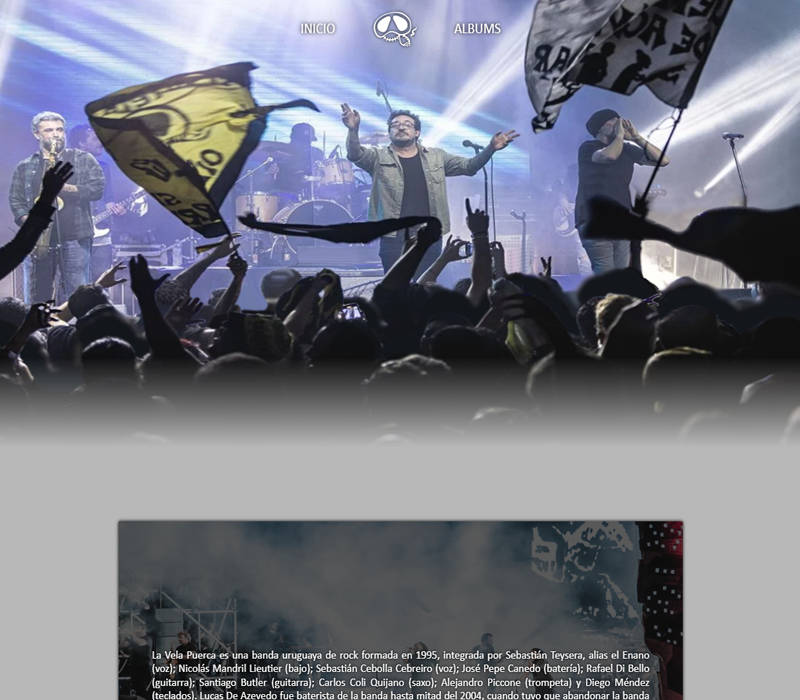 INICIO
ALBUMS
La Vela Puerca es una banda uruguaya de rock formada en 1995, integrada por Sebastián Teysera, alias el Enano
(voz); Nicolás Mandril Lieutier (bajo); Sebastián Cebolla Cebreiro (voz); José Pepe Canedo (batería); Rafael Di Bello
(guitarra); Santiago Butler (guitarra); Carlos Coli Quijano (saxo); Alejandro Piccone (trompeta) y Diego Méndez
(teclados). Lucas De Azevedo fue baterista de la banda hasta mitad del 2004, cuando tuvo que abandonar la banda